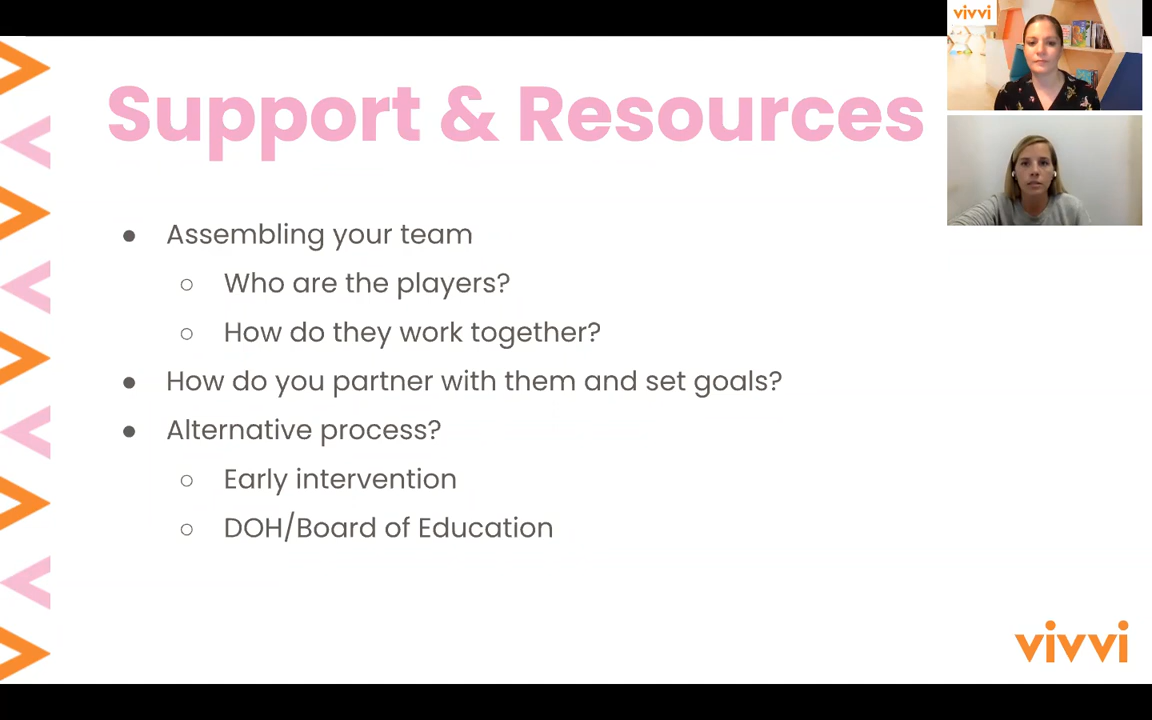 vivvi
Support & Resources
● Assembling your team
○ Who are the players?
○ How do they work together?
● How do you partner with them and set goals?
● Alternative process?
○ Early intervention
○ DOH/Board of Education
vivvi